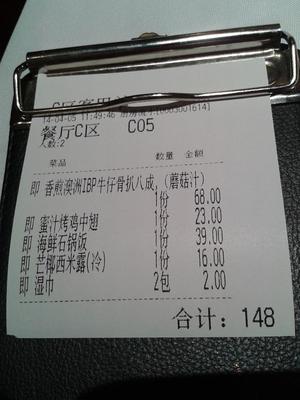 14-04-05 11:49:46
餐厅C区 C05
人数:2
菜品 数量 金额
即 香煎澳洲IBP牛仔骨扒八成,(蘑菇汁)
1份 68.00
即 蜜汁烤鸡中翅 1份 23.00
即 海鲜石锅饭 1份 39.00
即 芒椰西米露(冷) 1份 16.00
即 湿巾 2包 2.00
合计: 148